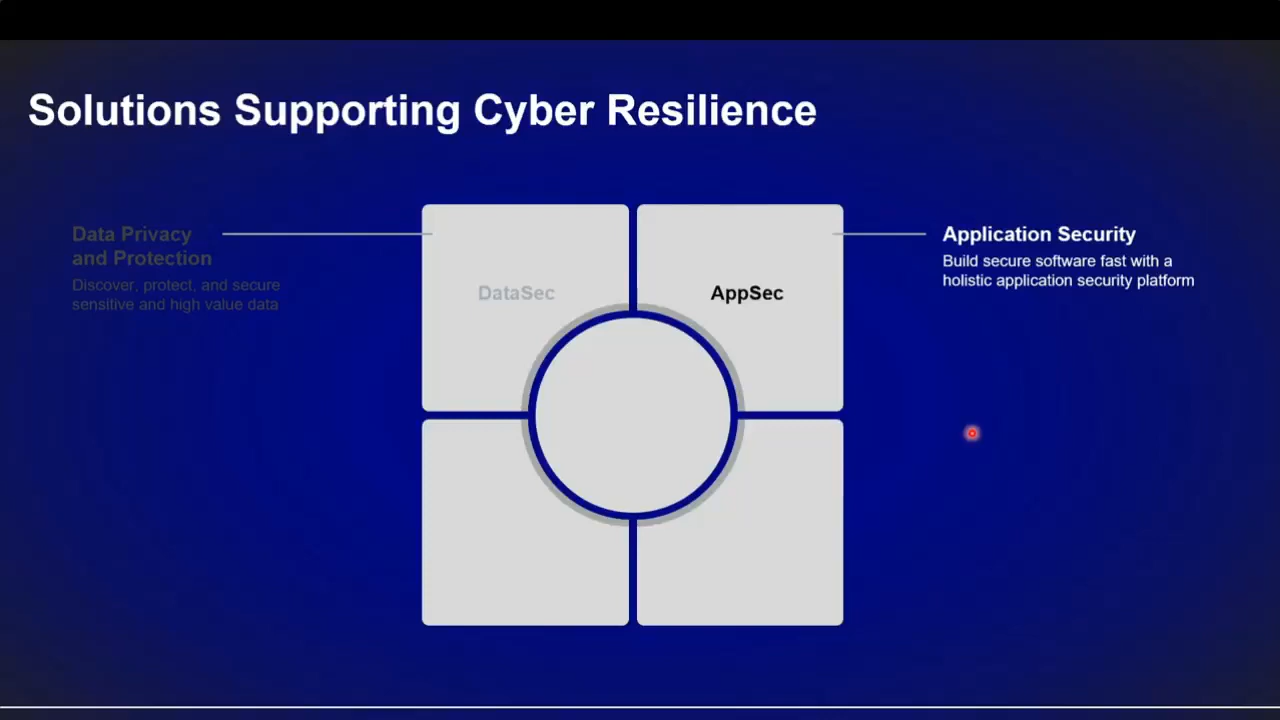 Solutions Supporting Cyber Resilience
Data Privacy
and Protection
Discover, protect, and secure
sensitive and high value data
DataSec
AppSec
Application Security
Build secure software fast with a
holistic application security platform